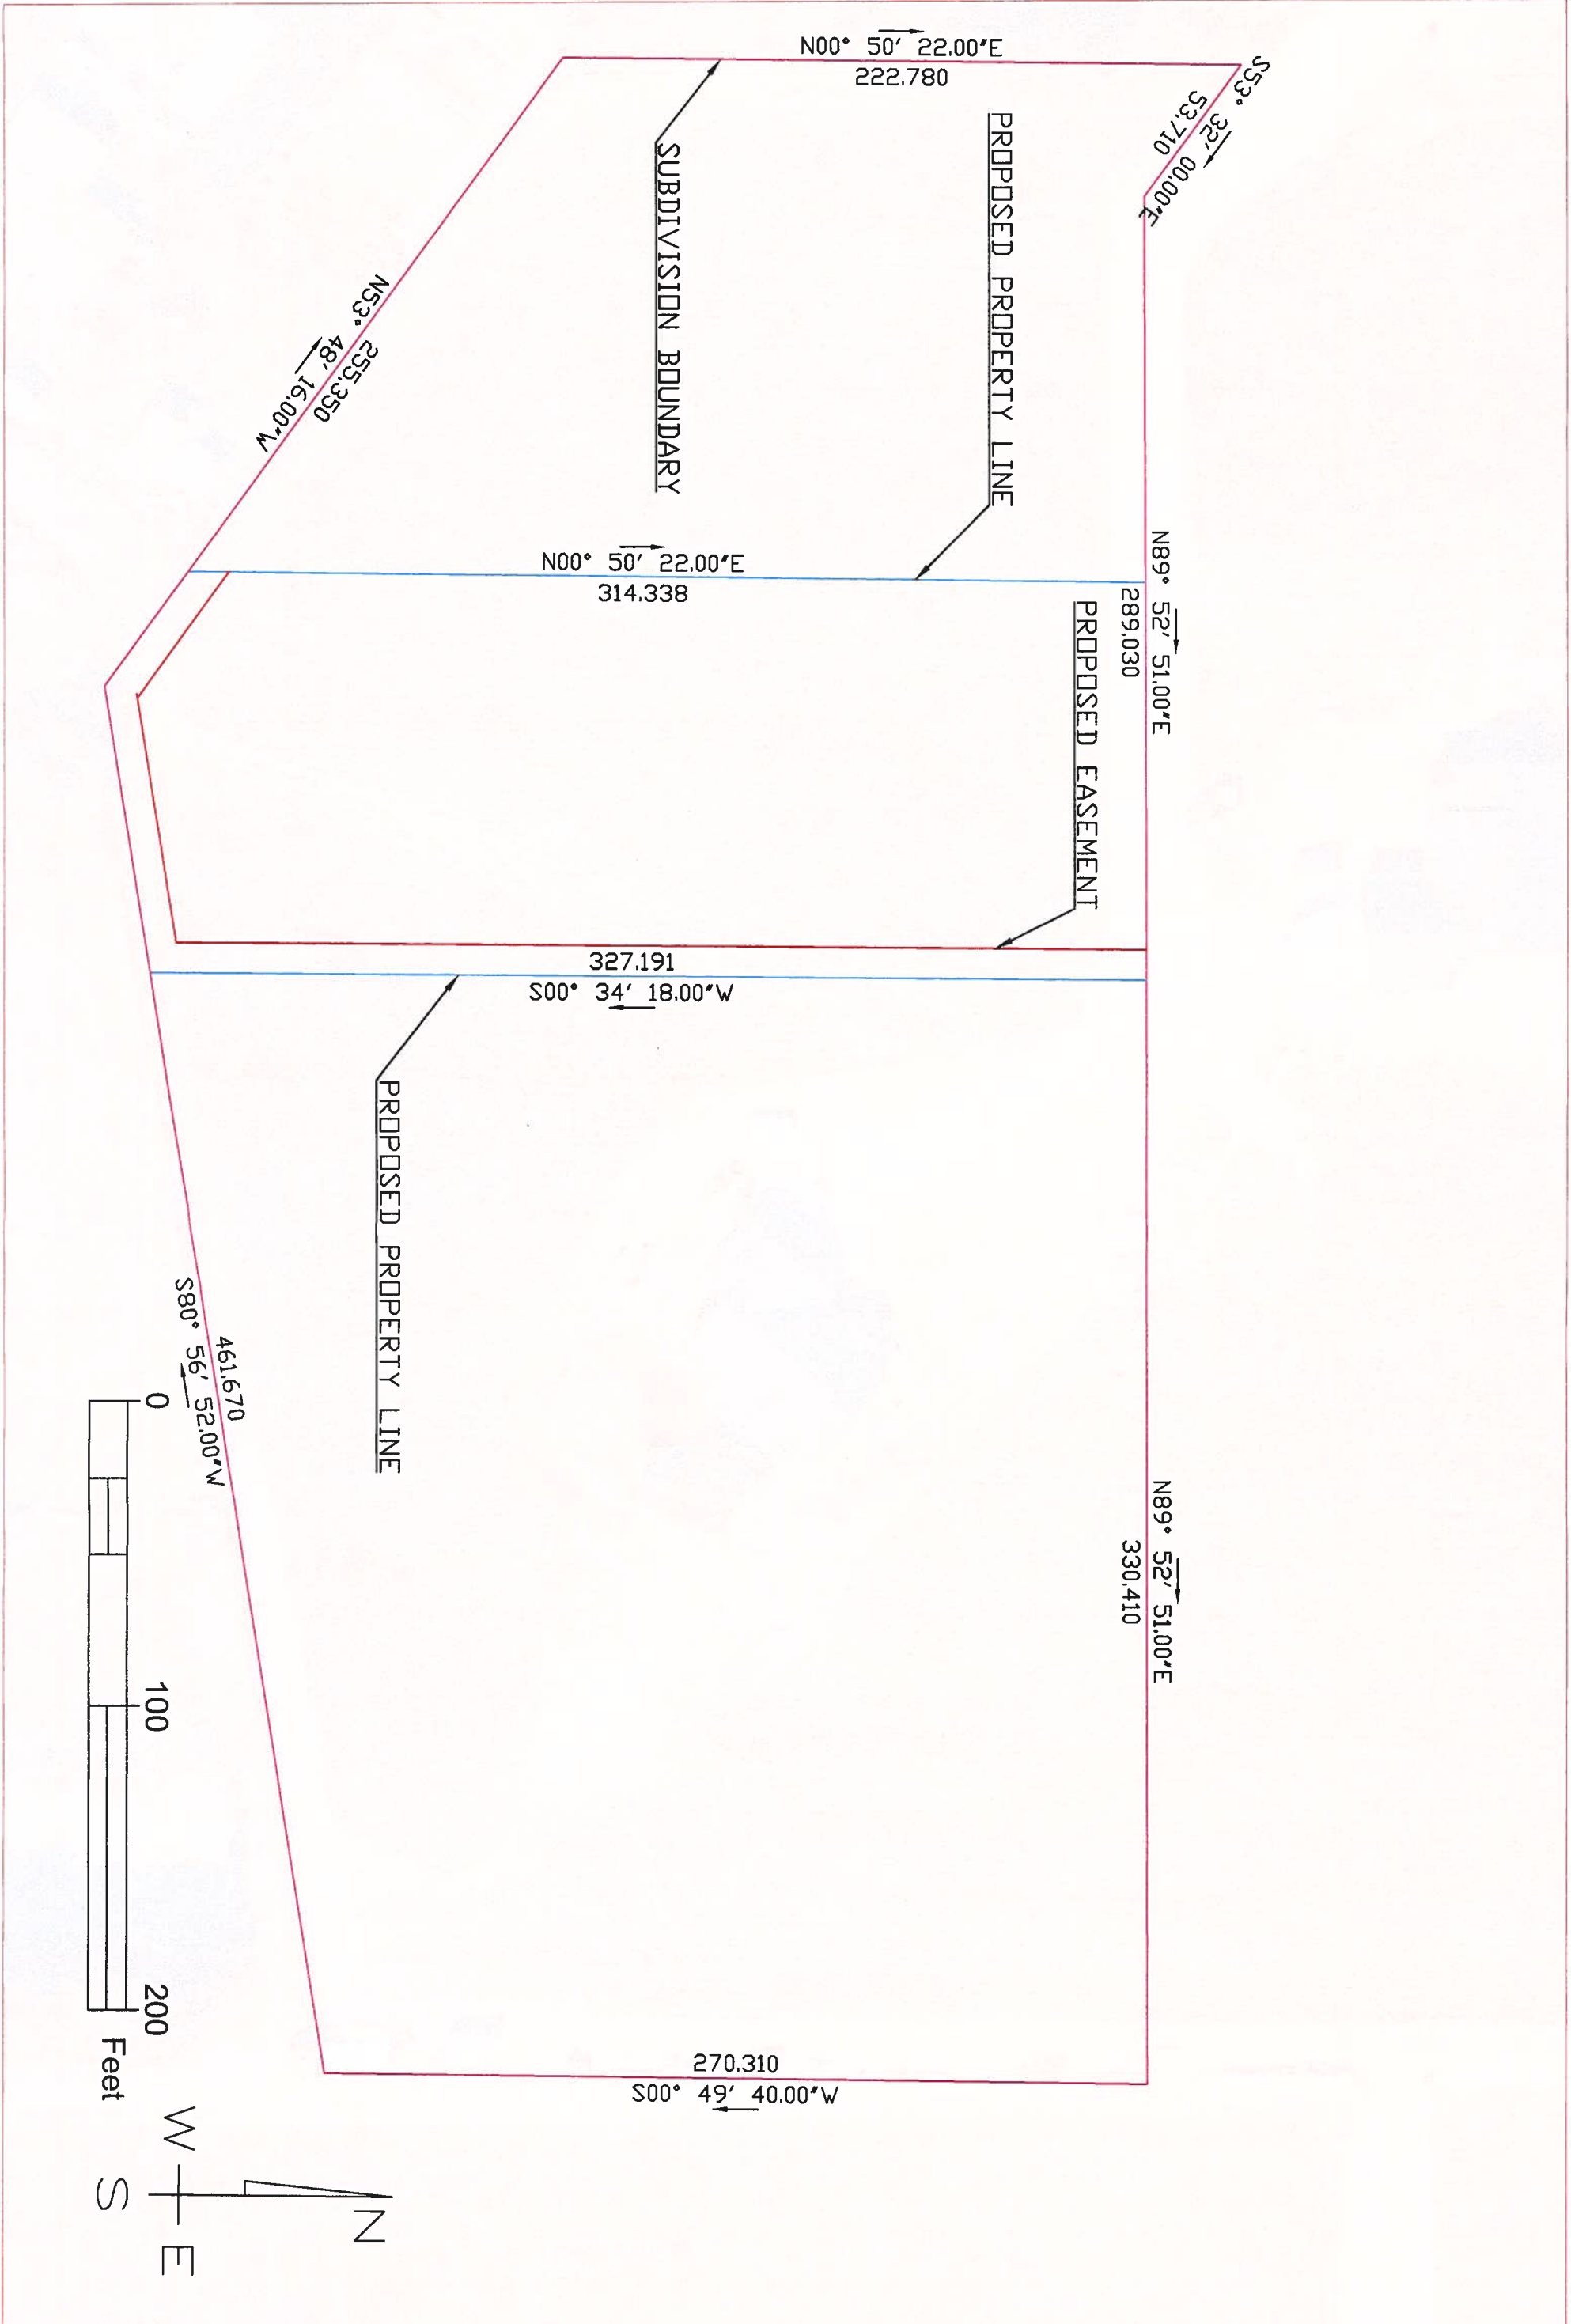 S53° 32' 00.00"E
53.710
N89° 52' 51.00"E
289.030
N89° 52' 51.00"E
330.410
N00° 50' 22.00"E
222.780
PROPOSED PROPERTY LINE
PROPOSED EASEMENT
SUBDIVISION BOUNDARY
N00° 50' 22.00"E
314.338
327.191
S00° 34' 18.00"W
270.310
S00° 49' 40.00"W
PROPOSED PROPERTY LINE
255.350
N53° 48' 16.00"W
461.670
S80° 56' 52.00"W
0 100 200
Feet
N
W E
S